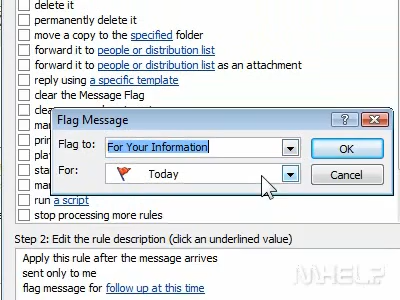 delete it
permanently delete it
move a copy to the specified folder
forward it to people or distribution list
forward it to people or distribution list as an attachment
reply using a specific template
clear the Message Flag
Flag Message
Flag to: For Your Information OK
For: Today Cancel
run a script
stop processing more rules
Step 2: Edit the rule description (click an underlined value)
Apply this rule after the message arrives
sent only to me
flag message for follow up at this time
MHELP